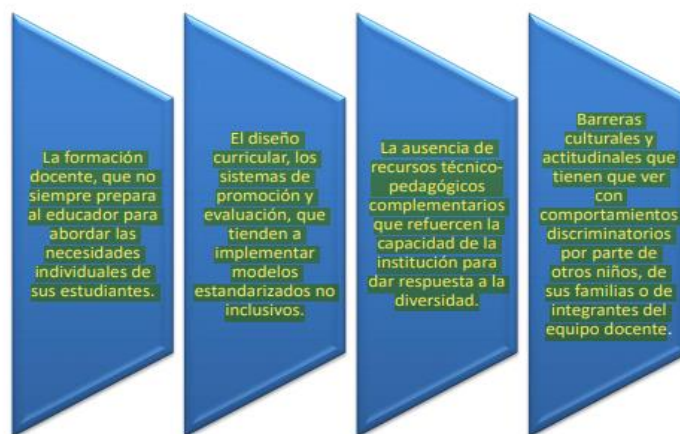 La formación
docente, que no
siempre prepara
al educador para
abordar las
necesidades
individuales de
sus estudiantes.
El diseño
curricular, los
sistemas de
promoción y
evaluación, que
tienden a
implementar
modelos
estandarizados no
inclusivos.
La ausencia de
recursos técnico-
pedagógicos
complementarios
que refuercen la
capacidad de la
institución para
dar respuesta a la
diversidad.
Barreras
culturales y
actitudinales que
tienen que ver
con
comportamientos
discriminatorios
por parte de
otros niños, de
sus familias o de
integrantes del
equipo docente.